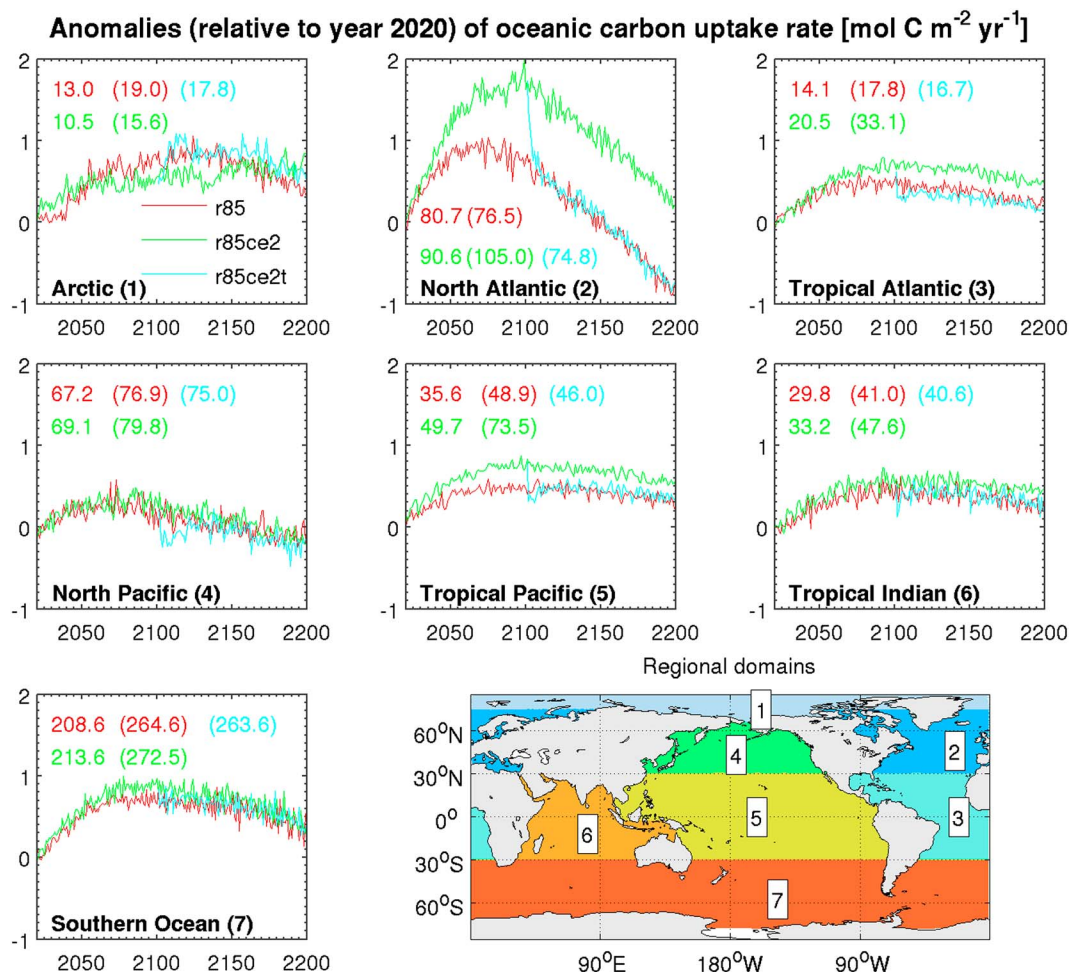 Anomalies (relative to year 2020) of oceanic carbon uptake rate [mol C m⁻² yr⁻¹]
2
1
0
-1
13.0 (19.0) (17.8)
10.5 (15.6)
r85
r85ce2
r85ce2t
Arctic (1)
2050 2100 2150 2200
2
1
0
-1
80.7 (76.5)
90.6 (105.0) (74.8)
North Atlantic (2)
2050 2100 2150 2200
2
1
0
-1
14.1 (17.8) (16.7)
20.5 (33.1)
Tropical Atlantic (3)
2050 2100 2150 2200
2
1
0
-1
67.2 (76.9) (75.0)
69.1 (79.8)
North Pacific (4)
2050 2100 2150 2200
2
1
0
-1
35.6 (48.9) (46.0)
49.7 (73.5)
Tropical Pacific (5)
2050 2100 2150 2200
2
1
0
-1
29.8 (41.0) (40.6)
33.2 (47.6)
Tropical Indian (6)
2050 2100 2150 2200
2
1
0
-1
208.6 (264.6) (263.6)
213.6 (272.5)
Southern Ocean (7)
2050 2100 2150 2200
Regional domains
60°N
30°N
0°
30°S
60°S
1
2
4
3
5
6
7
90°E 180°W 90°W